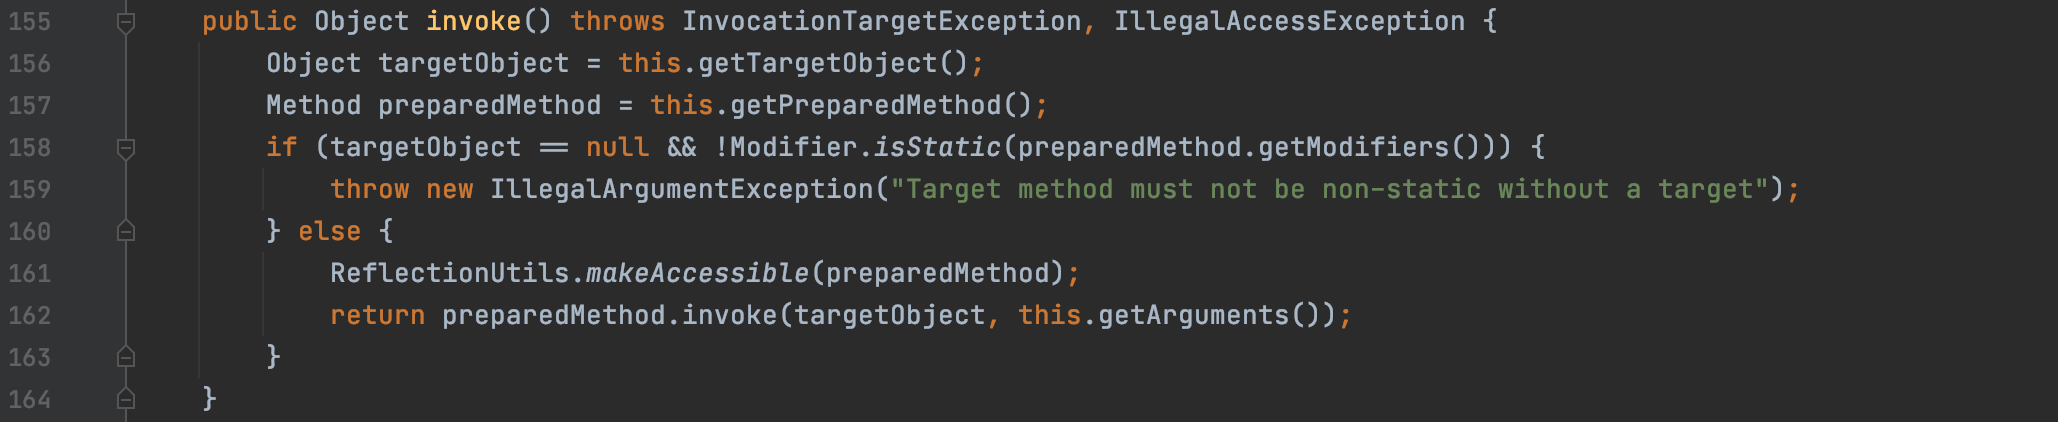 155 public Object invoke() throws InvocationTargetException, IllegalAccessException {
156 Object targetObject = this.getTargetObject();
157 Method preparedMethod = this.getPreparedMethod();
158 if (targetObject == null && !Modifier.isStatic(preparedMethod.getModifiers())) {
159 throw new IllegalArgumentException("Target method must not be non-static without a target");
160 } else {
161 ReflectionUtils.makeAccessible(preparedMethod);
162 return preparedMethod.invoke(targetObject, this.getArguments());
163 }
164 }